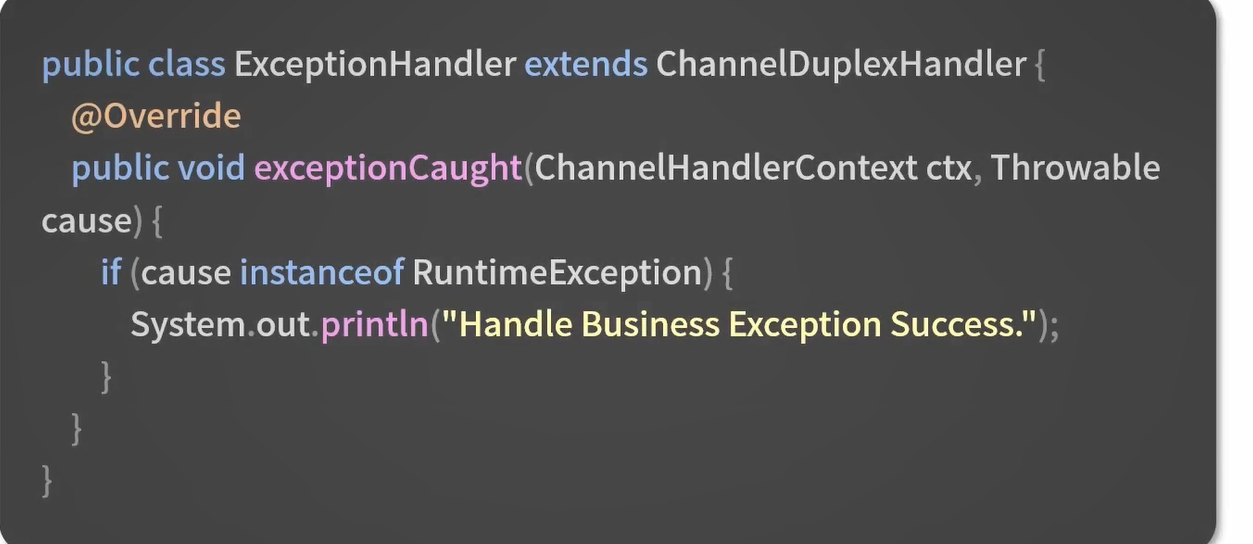 public class ExceptionHandler extends ChannelDuplexHandler {
    @Override
    public void exceptionCaught(ChannelHandlerContext ctx, Throwable
cause) {
        if (cause instanceof RuntimeException) {
            System.out.println("Handle Business Exception Success.");
        }
    }
}